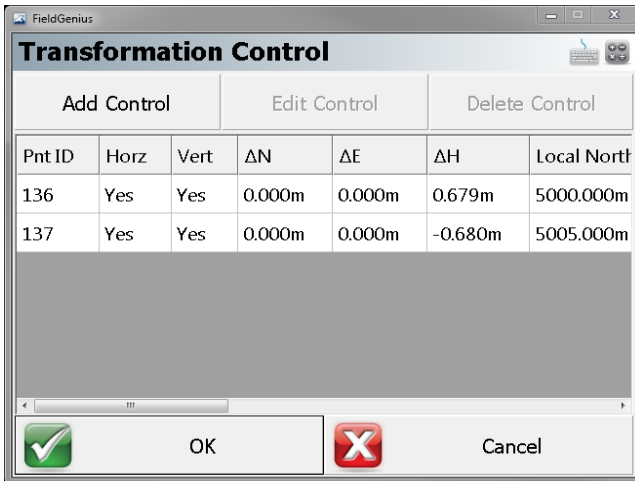 FieldGenius
Transformation Control
Add Control Edit Control Delete Control
Pnt ID Horz Vert ΔN ΔE ΔH Local North
136 Yes Yes 0.000m 0.000m 0.679m 5000.000m
137 Yes Yes 0.000m 0.000m -0.680m 5005.000m
OK Cancel